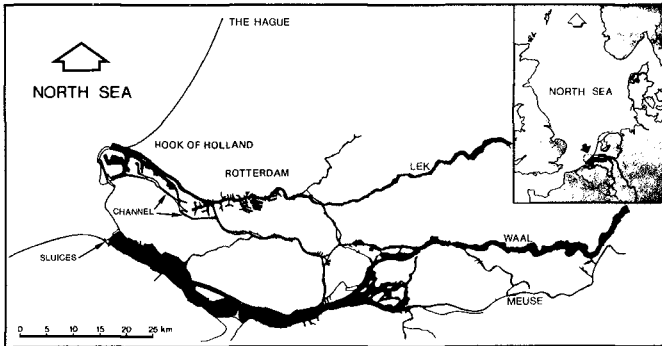 THE HAGUE
NORTH SEA
NORTH SEA
HOOK OF HOLLAND
ROTTERDAM
LEK
CHANNEL
SLUICES
WAAL
MEUSE
0 5 10 15 20 25 km